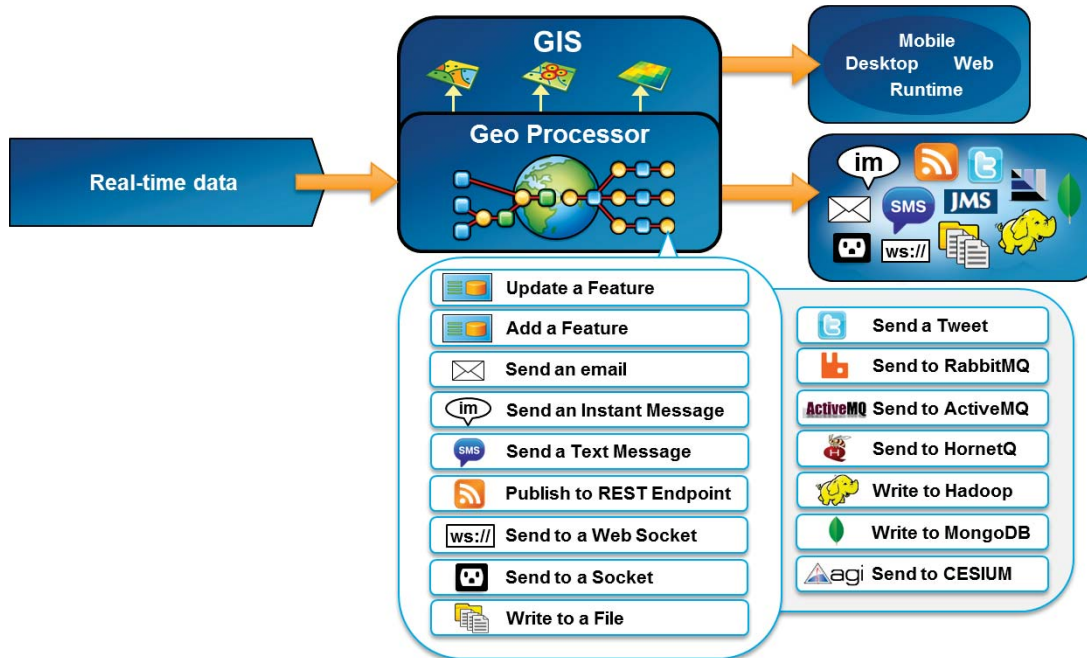 GIS
Mobile
Desktop Web
Runtime
Real-time data
Geo Processor
im
SMS
JMS
ws://
Update a Feature
Add a Feature
Send an email
im Send an Instant Message
SMS Send a Text Message
Publish to REST Endpoint
ws:// Send to a Web Socket
Send to a Socket
Write to a File
Send a Tweet
Send to RabbitMQ
ActiveMQ Send to ActiveMQ
H Send to HornetQ
Write to Hadoop
Write to MongoDB
agi Send to CESIUM